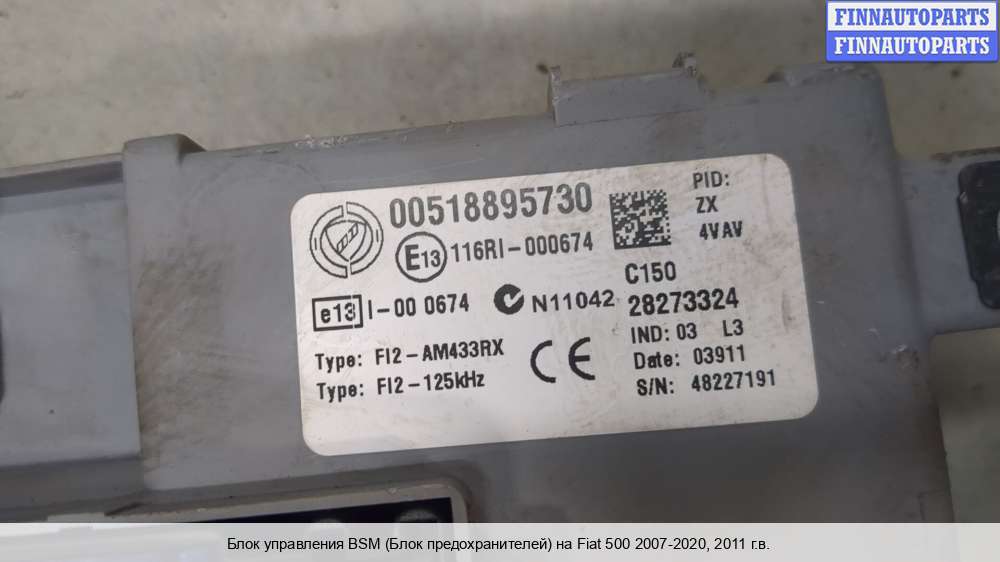 FINNAUTOPARTS
FINNAUTOPARTS
00518895730
PID:
ZX
4VAV
E13 116RI-000674
C150
e13 I-00 0674
N11042 28273324
IND: 03 L3
Type: FI2-AM433RX
CE
Date: 03911
Type: FI2-125kHz
S/N: 48227191
Блок управления BSM (Блок предохранителей) на Fiat 500 2007-2020, 2011 г.в.